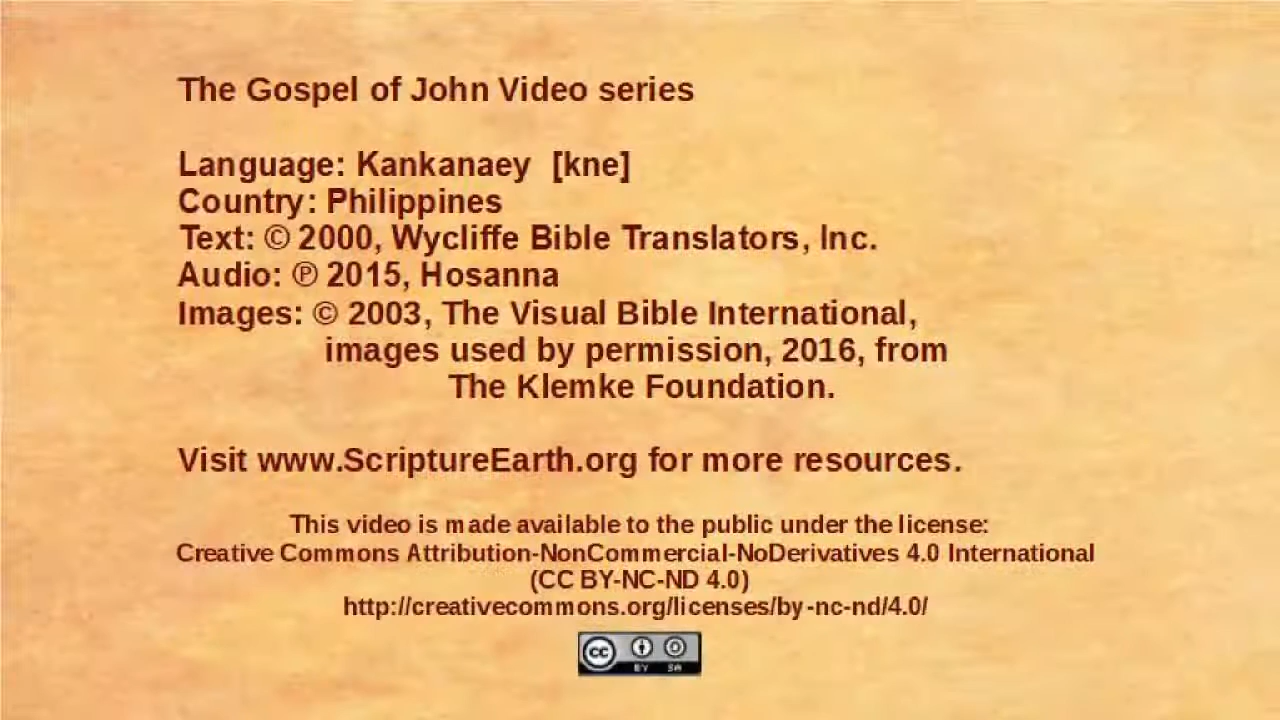 The Gospel of John Video series
Language: Kankanaey [kne]
Country: Philippines
Text: © 2000, Wycliffe Bible Translators, Inc.
Audio: ℗ 2015, Hosanna
Images: © 2003, The Visual Bible International,
images used by permission, 2016, from
The Klemke Foundation.
Visit www.ScriptureEarth.org for more resources.
This video is made available to the public under the license:
Creative Commons Attribution-NonCommercial-NoDerivatives 4.0 International
(CC BY-NC-ND 4.0)
http://creativecommons.org/licenses/by-nc-nd/4.0/
cc BY SA